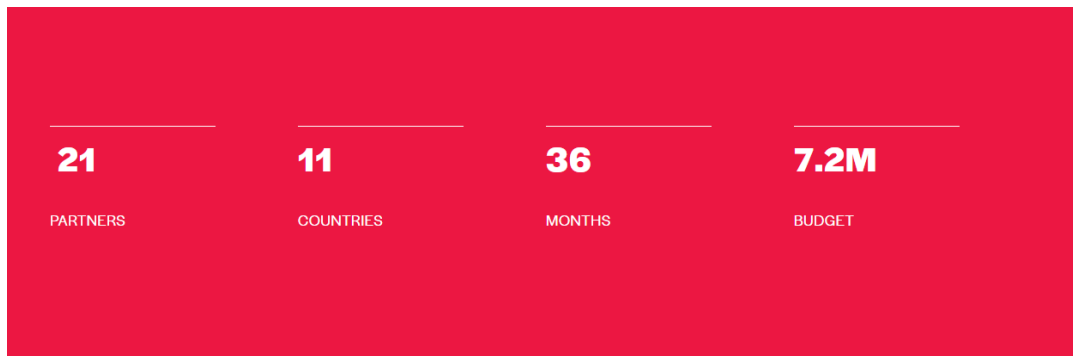 21
PARTNERS
11
COUNTRIES
36
MONTHS
7.2M
BUDGET